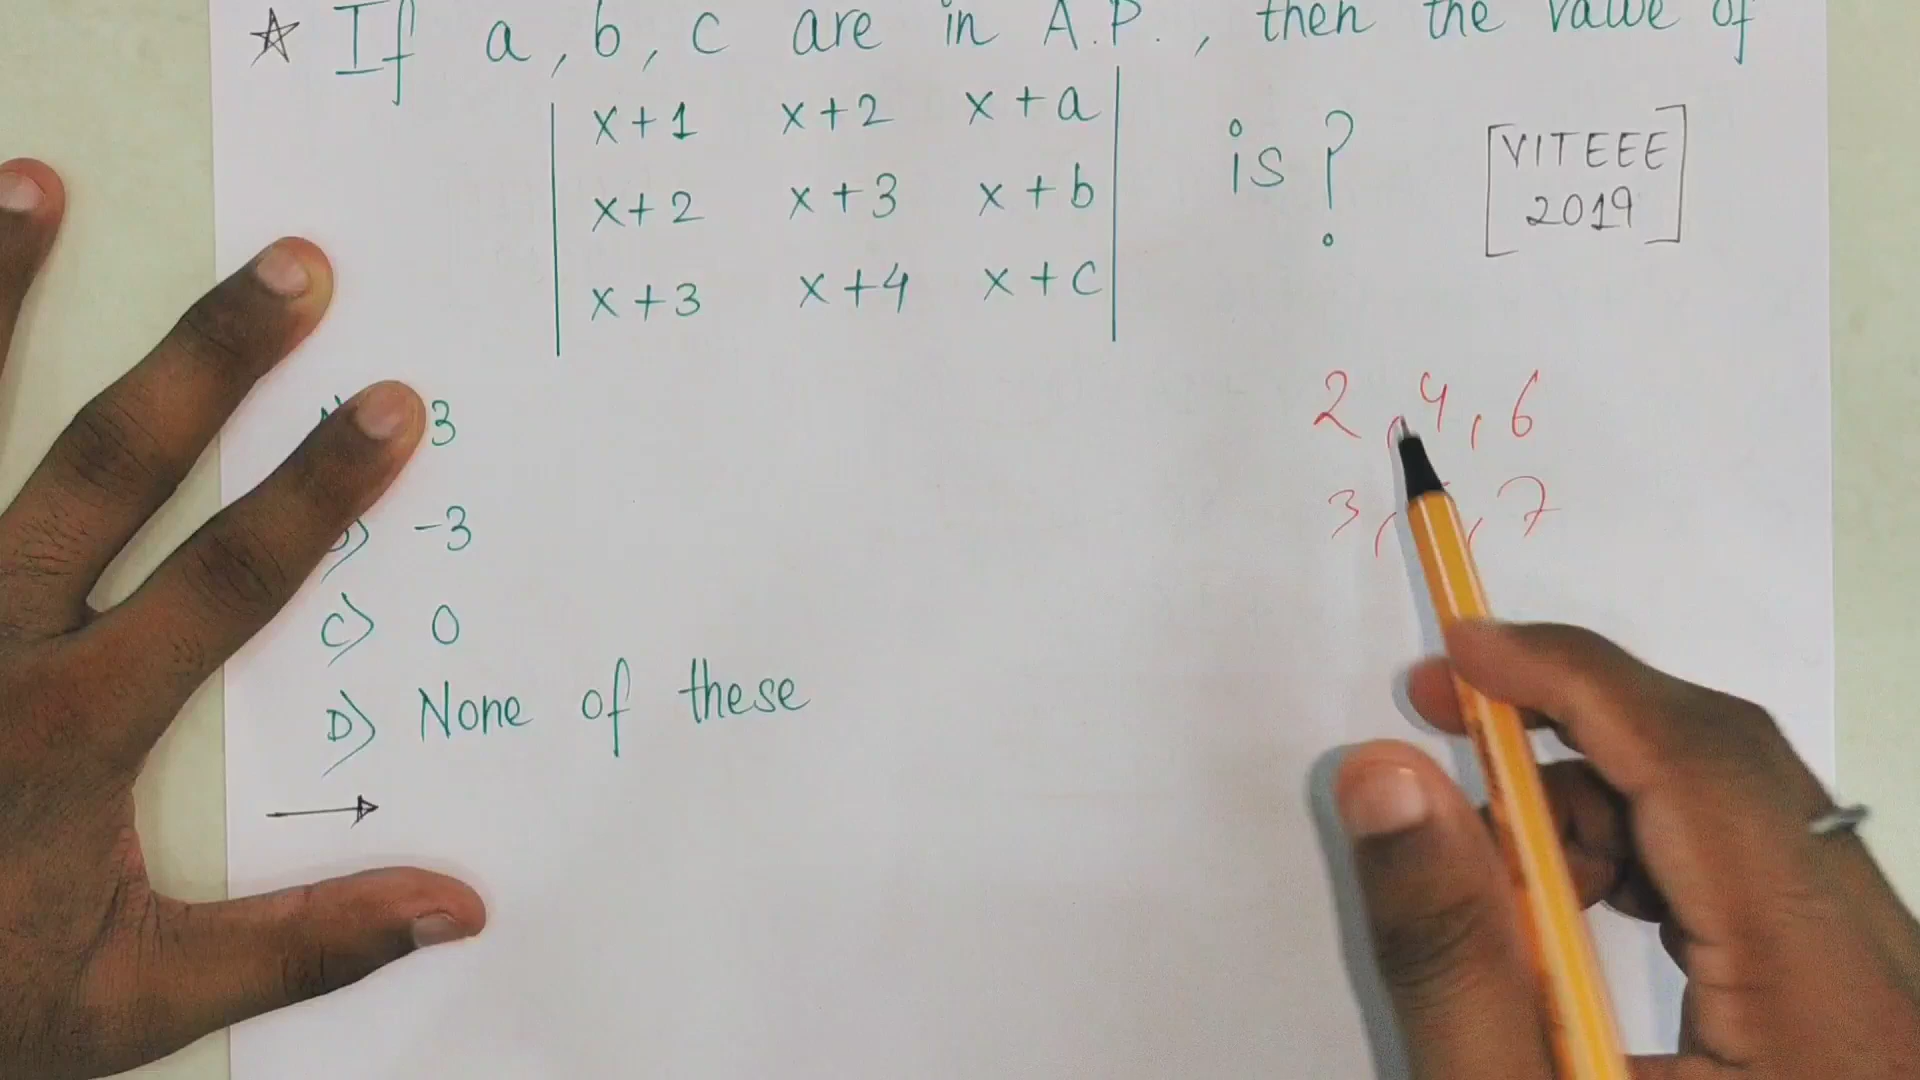 ☆ If a, b, c are in A.P., then the value of
| x+1 x+2 x+a |
| x+2 x+3 x+b | is ?
| x+3 x+4 x+c |
[VITEEE
2019]
3
B) -3
C) 0
D) None of these
→
2, 4, 6
3, , 7